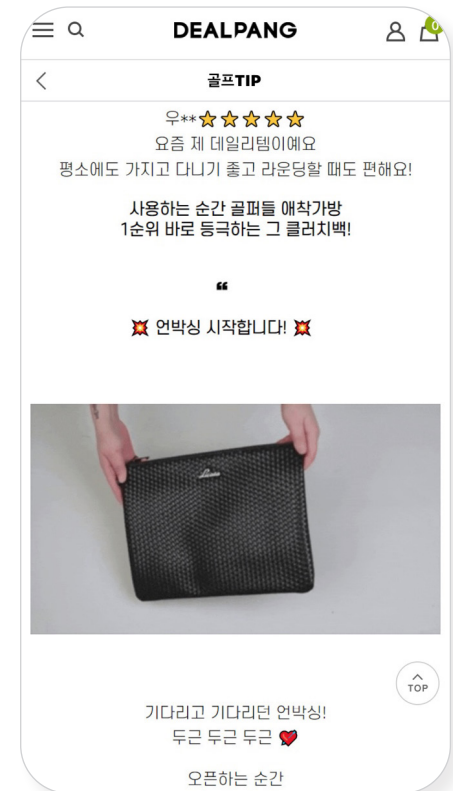 DEALPANG
0
골프TIP
우**⭐⭐⭐⭐⭐
요즘 제 데일리템이예요
평소에도 가지고 다니기 좋고 라운딩할 때도 편해요!
사용하는 순간 골퍼들 애착가방
1순위 바로 등극하는 그 클러치백!
“
💥 언박싱 시작합니다! 💥
TOP
기다리고 기다리던 언박싱!
두근 두근 두근 💘
오픈하는 순간